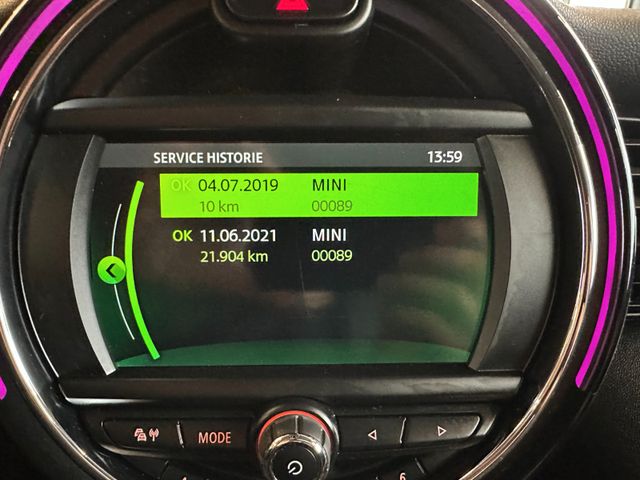 SERVICE HISTORIE 13:59
OK 04.07.2019 MINI
10 km 00089
OK 11.06.2021 MINI
21.904 km 00089
MODE